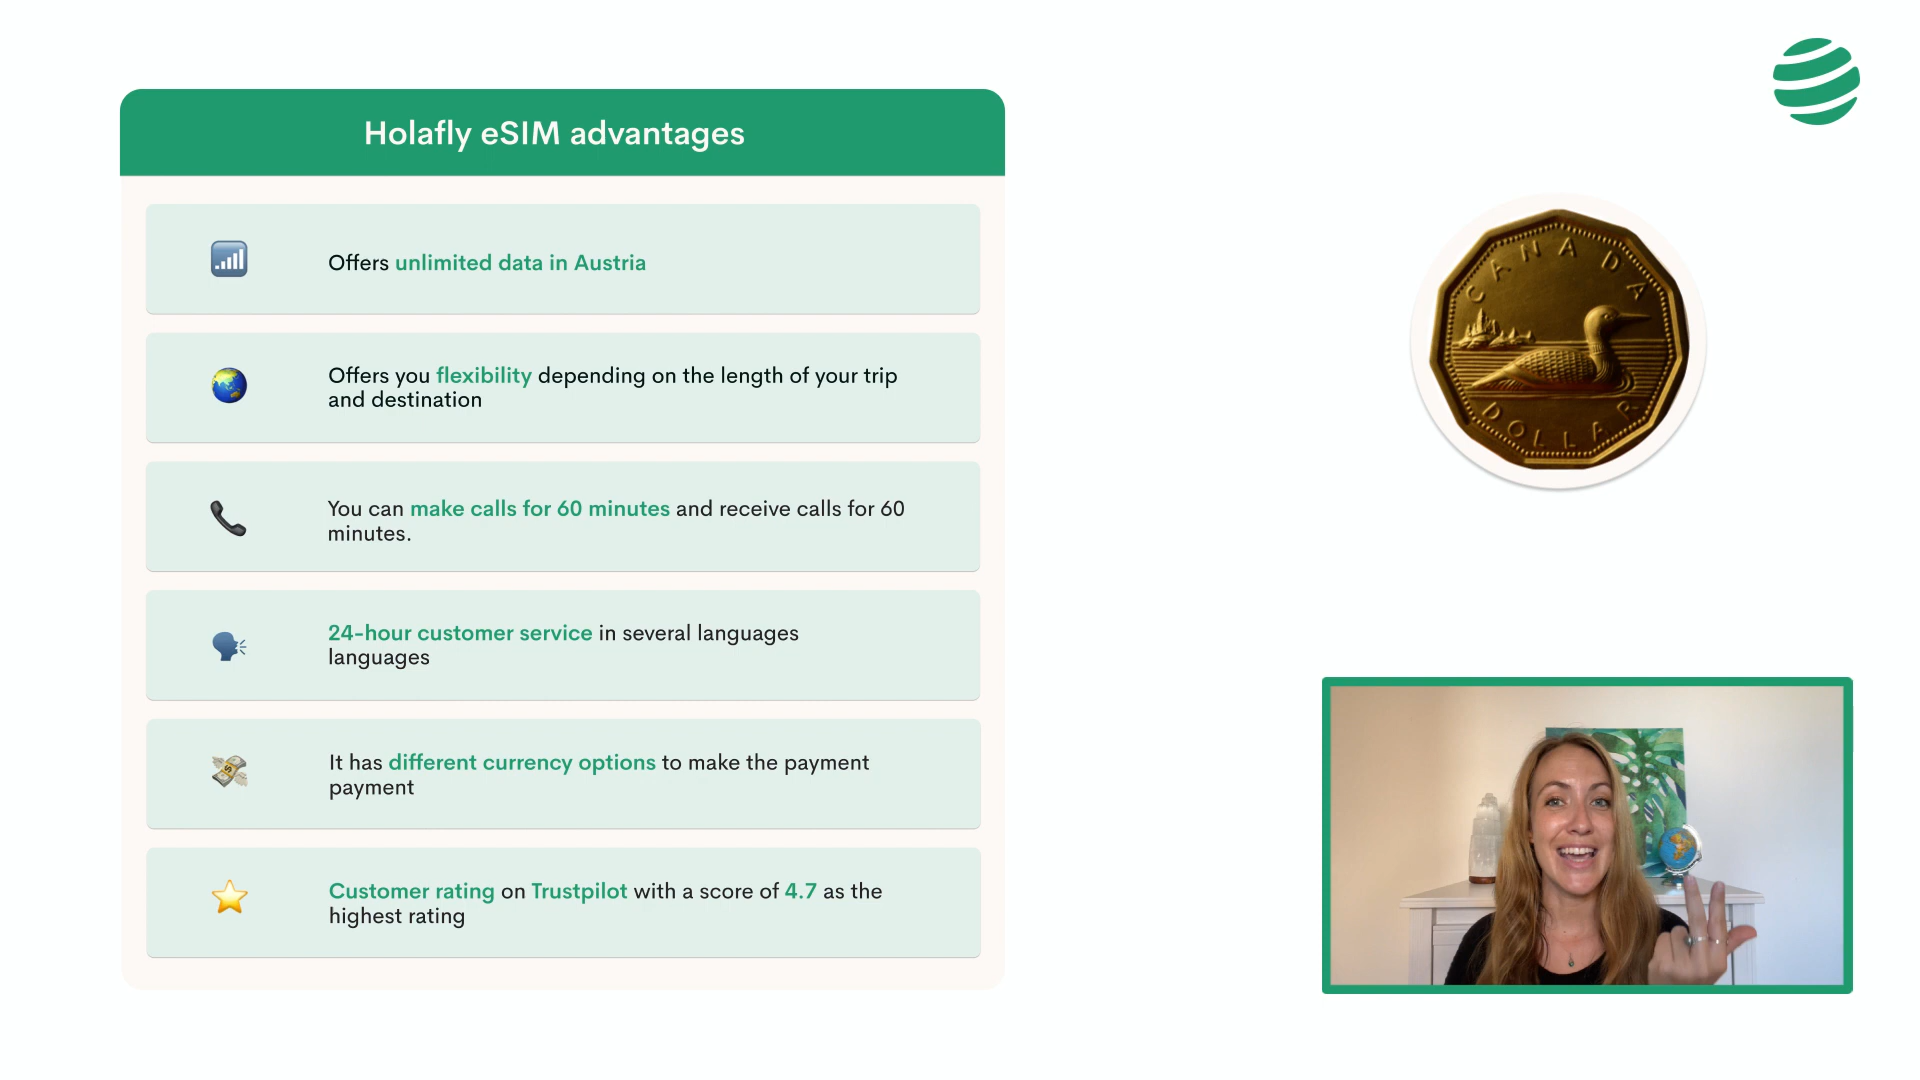 Holafly eSIM advantages
Offers unlimited data in Austria
Offers you flexibility depending on the length of your trip
and destination
You can make calls for 60 minutes and receive calls for 60
minutes.
24-hour customer service in several languages
languages
It has different currency options to make the payment
payment
Customer rating on Trustpilot with a score of 4.7 as the
highest rating
CANADA
DOLLAR